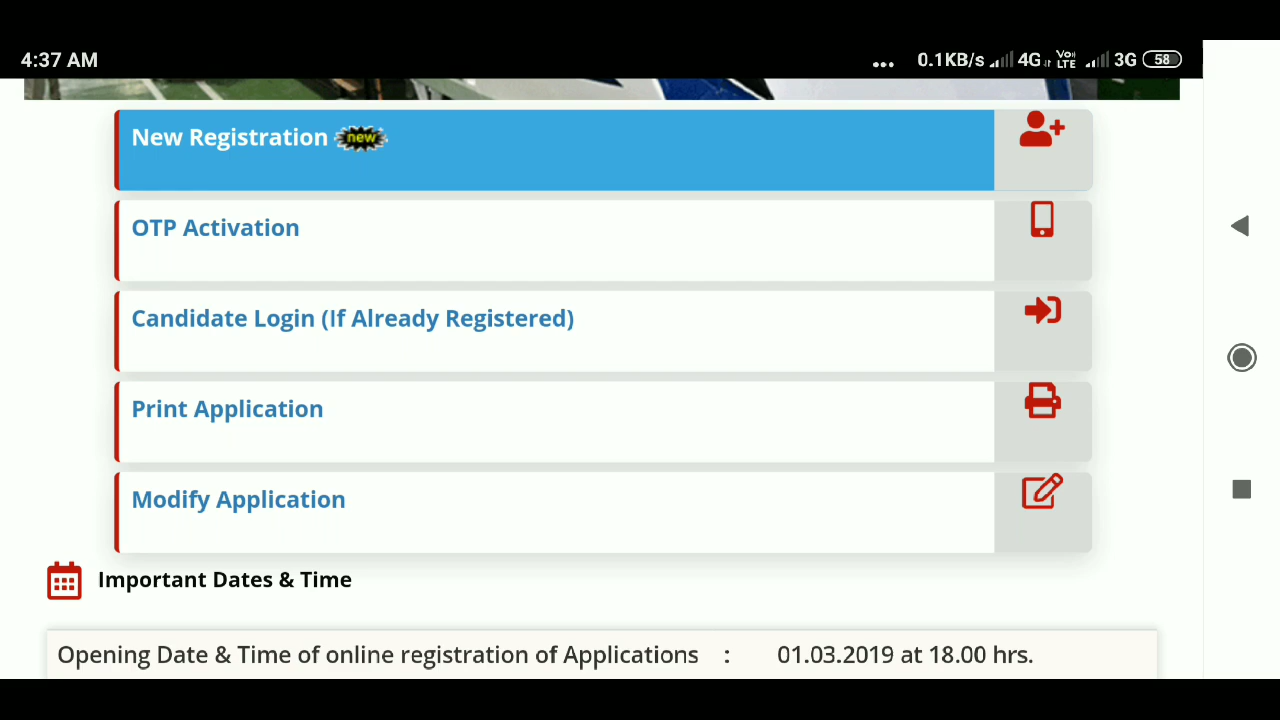 4:37 AM ... 0.1KB/s 4G Vo LTE 3G 58
New Registration new
OTP Activation
Candidate Login (If Already Registered)
Print Application
Modify Application
Important Dates & Time
Opening Date & Time of online registration of Applications : 01.03.2019 at 18.00 hrs.